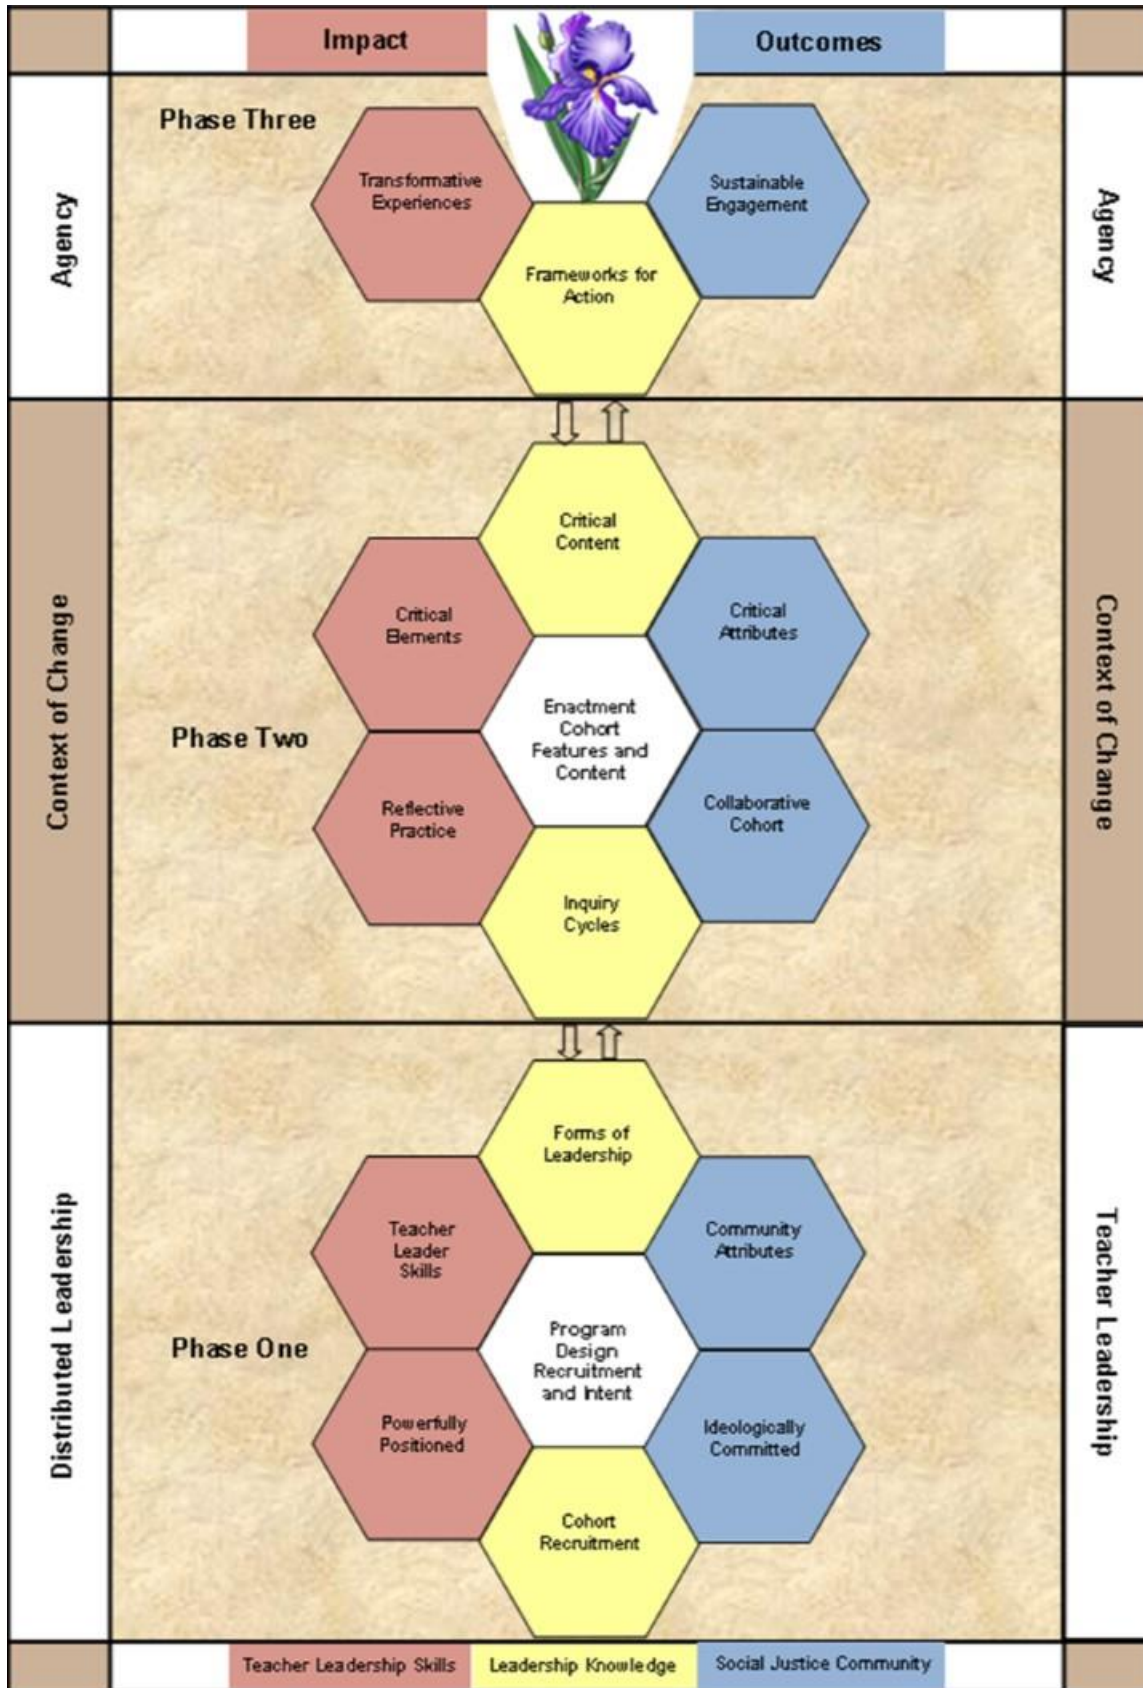 Impact
Outcomes
Phase Three
Agency
Agency
Transformative
Experiences
Sustainable
Engagement
Frameworks for
Action
Context of Change
Context of Change
Critical
Content
Critical
Elements
Critical
Attributes
Phase Two
Enactment
Cohort
Features and
Content
Reflective
Practice
Collaborative
Cohort
Inquiry
Cycles
Distributed Leadership
Teacher Leadership
Forms of
Leadership
Teacher
Leader
Skills
Community
Attributes
Phase One
Program
Design
Recruitment
and Intent
Powerfully
Positioned
Ideologically
Committed
Cohort
Recruitment
Teacher Leadership Skills
Leadership Knowledge
Social Justice Community